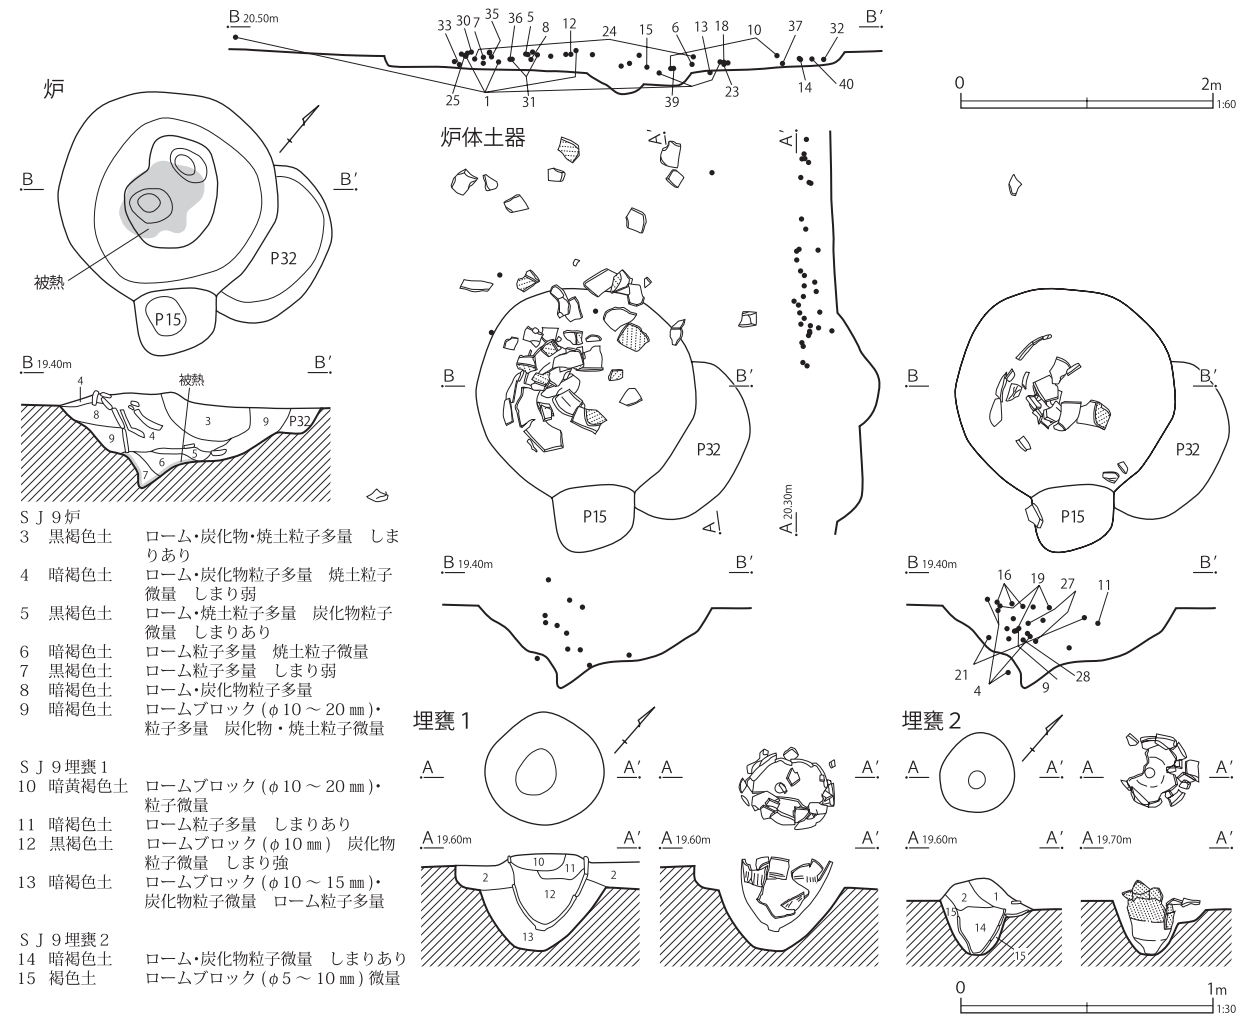 B 20.50m
B′
33 30 7 35 36 5 8 12 24 15 6 13 18 10 37 32
25 1 31 39 23 14 40
0 2m
1:60
炉
B
B′
P32
被熱
P15
炉体土器
A′
A′
B
B′
P32
P15
A
A 20.30m
B
B′
P32
P15
B 19.40m
B′
被熱
4
8
3
9
P32
9
4
5
6
7
ＳＪ９炉
3 黒褐色土 ローム・炭化物・焼土粒子多量　しま
りあり
4 暗褐色土 ローム・炭化物粒子多量　焼土粒子
微量　しまり弱
5 黒褐色土 ローム・焼土粒子多量　炭化物粒子
微量　しまりあり
6 暗褐色土 ローム粒子多量　焼土粒子微量
7 黒褐色土 ローム粒子多量　しまり弱
8 暗褐色土 ローム・炭化物粒子多量
9 暗褐色土 ロームブロック (φ10 ～ 20 ㎜)・
粒子多量　炭化物・焼土粒子微量
ＳＪ９埋甕１
10 暗黄褐色土 ロームブロック (φ10 ～ 20 ㎜)・
粒子微量
11 暗褐色土 ローム粒子多量　しまりあり
12 黒褐色土 ロームブロック (φ10 ㎜)　炭化物
粒子微量　しまり強
13 暗褐色土 ロームブロック (φ10 ～ 15 ㎜)・
炭化物粒子微量　ローム粒子多量
ＳＪ９埋甕２
14 暗褐色土 ローム・炭化物粒子微量　しまりあり
15 褐色土 ロームブロック (φ5 ～ 10 ㎜) 微量
B 19.40m
B′
B 19.40m
B′
16 19 27 11
21 4 9 28
埋甕１
A
A′
A
A′
A 19.60m
A′
A 19.60m
A′
10
11
2
2
12
13
埋甕２
A
A′
A
A′
A 19.60m
A′
A 19.70m
A′
2
1
15
14
15
0 1m
1:30